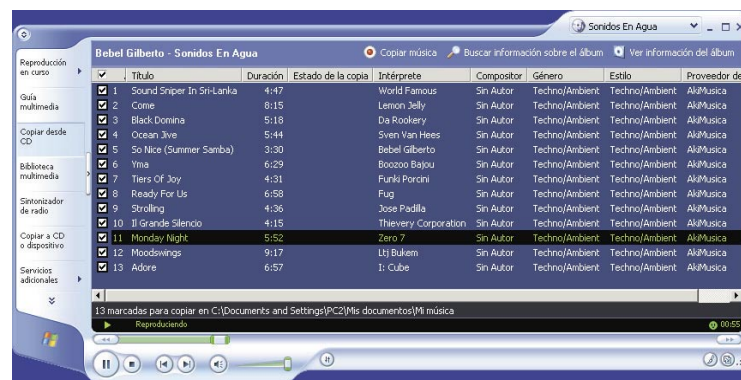 Sonidos En Agua
Bebel Gilberto - Sonidos En Agua
Copiar música
Buscar información sobre el álbum
Ver información del álbum
Reproducción en curso
Guía multimedia
Copiar desde CD
Biblioteca multimedia
Sintonizador de radio
Copiar a CD o dispositivo
Servicios adicionales
Título Duración Estado de la copia Intérprete Compositor Género Estilo Proveedor de
1 Sound Sniper In Sri-Lanka 4:47 World Famous Sin Autor Techno/Ambient Techno/Ambient AkiMusica
2 Come 8:15 Lemon Jelly Sin Autor Techno/Ambient Techno/Ambient AkiMusica
3 Black Domina 5:18 Da Rookery Sin Autor Techno/Ambient Techno/Ambient AkiMusica
4 Ocean Jive 5:44 Sven Van Hees Sin Autor Techno/Ambient Techno/Ambient AkiMusica
5 So Nice (Summer Samba) 3:30 Bebel Gilberto Sin Autor Techno/Ambient Techno/Ambient AkiMusica
6 Yma 6:29 Boozoo Bajou Sin Autor Techno/Ambient Techno/Ambient AkiMusica
7 Tiers Of Joy 4:31 Funki Porcini Sin Autor Techno/Ambient Techno/Ambient AkiMusica
8 Ready For Us 6:58 Fug Sin Autor Techno/Ambient Techno/Ambient AkiMusica
9 Strolling 4:36 Jose Padilla Sin Autor Techno/Ambient Techno/Ambient AkiMusica
10 Il Grande Silencio 4:15 Thievery Corporation Sin Autor Techno/Ambient Techno/Ambient AkiMusica
11 Monday Night 5:52 Zero 7 Sin Autor Techno/Ambient Techno/Ambient AkiMusica
12 Moodswings 9:17 Ltj Bukem Sin Autor Techno/Ambient Techno/Ambient AkiMusica
13 Adore 6:57 I: Cube Sin Autor Techno/Ambient Techno/Ambient AkiMusica
13 marcadas para copiar en C:\Documents and Settings\PC2\Mis documentos\Mi música
Reproduciendo 00:55